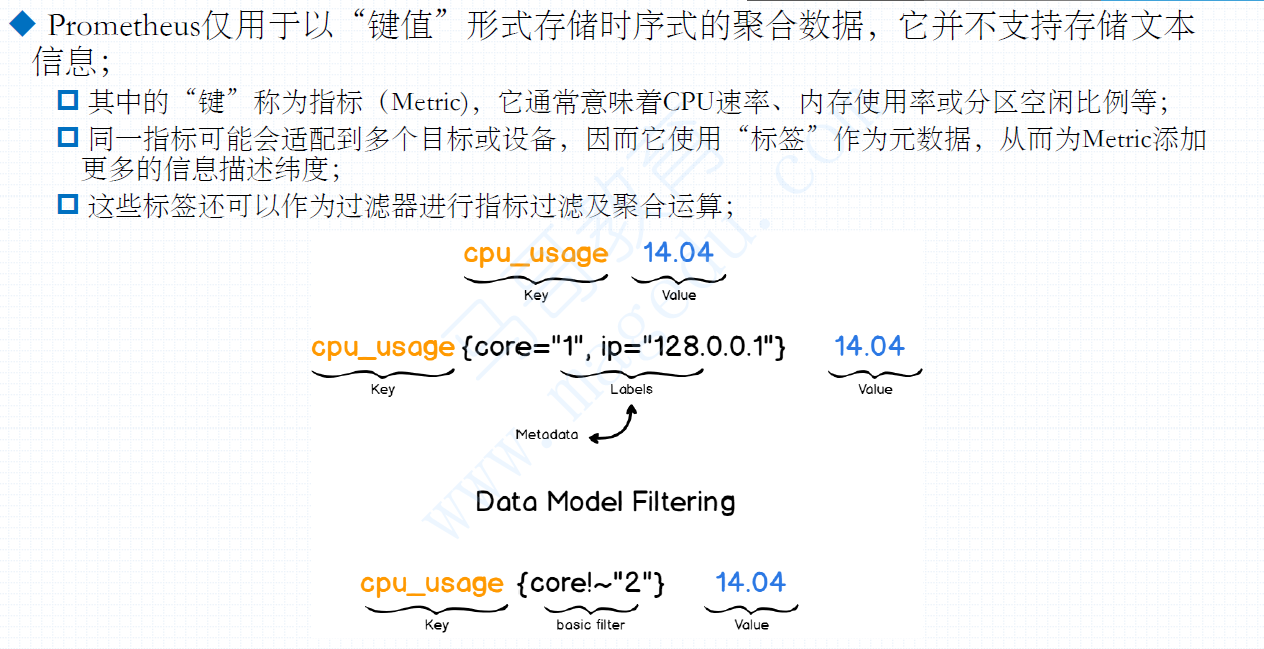 Prometheus仅用于以“键值”形式存储时序式的聚合数据，它并不支持存储文本
信息；
其中的“键”称为指标（Metric)，它通常意味着CPU速率、内存使用率或分区空闲比例等；
同一指标可能会适配到多个目标或设备，因而它使用“标签”作为元数据，从而为Metric添加
更多的信息描述纬度；
这些标签还可以作为过滤器进行指标过滤及聚合运算；
cpu_usage 14.04
Key Value
cpu_usage {core="1", ip="128.0.0.1"} 14.04
Key Labels Value
Metadata
Data Model Filtering
cpu_usage {core!~"2"} 14.04
Key basic filter Value
马哥教育
www.magedu.com